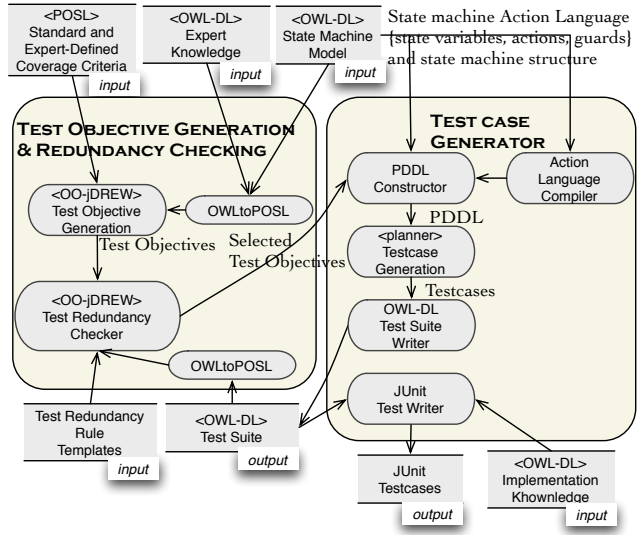 <POSL>
Standard and
Expert-Defined
Coverage Criteria
input
<OWL-DL>
Expert
Knowledge
input
<OWL-DL>
State Machine
Model
input
State machine Action Language
{state variables, actions, guards}
and state machine structure
TEST OBJECTIVE GENERATION
& REDUNDANCY CHECKING
<OO-jDREW>
Test Objective
Generation
OWLtoPOSL
Test Objectives
Selected
Test Objectives
<OO-jDREW>
Test Redundancy
Checker
OWLtoPOSL
TEST CASE
GENERATOR
PDDL
Constructor
Action
Language
Compiler
PDDL
<planner>
Testcase
Generation
Testcases
OWL-DL
Test Suite
Writer
JUnit
Test Writer
Test Redundancy
Rule
Templates
input
<OWL-DL>
Test Suite
output
JUnit
Testcases
output
<OWL-DL>
Implementation
Khownledge
input